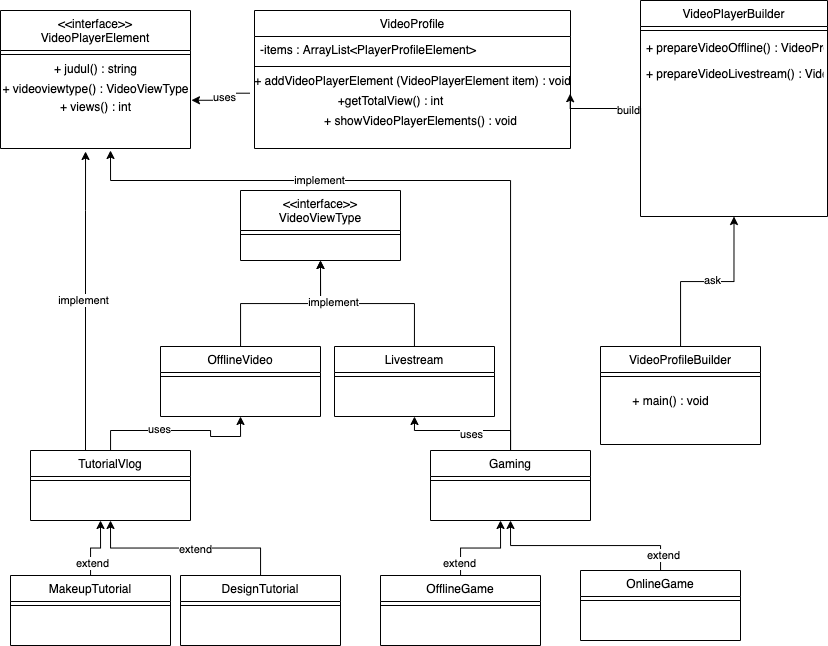 <<interface>>
VideoPlayerElement
+ judul() : string
+ videoviewtype() : VideoViewType
+ views() : int
VideoProfile
-items : ArrayList<PlayerProfileElement>
+ addVideoPlayerElement (VideoPlayerElement item) : void
+getTotalView() : int
+ showVideoPlayerElements() : void
VideoPlayerBuilder
+ prepareVideoOffline() : VideoPr
+ prepareVideoLivestream() : Vid
uses
build
implement
<<interface>>
VideoViewType
implement
implement
ask
OfflineVideo
Livestream
VideoProfileBuilder
+ main() : void
uses
uses
TutorialVlog
Gaming
extend
extend
extend
extend
MakeupTutorial
DesignTutorial
OfflineGame
OnlineGame